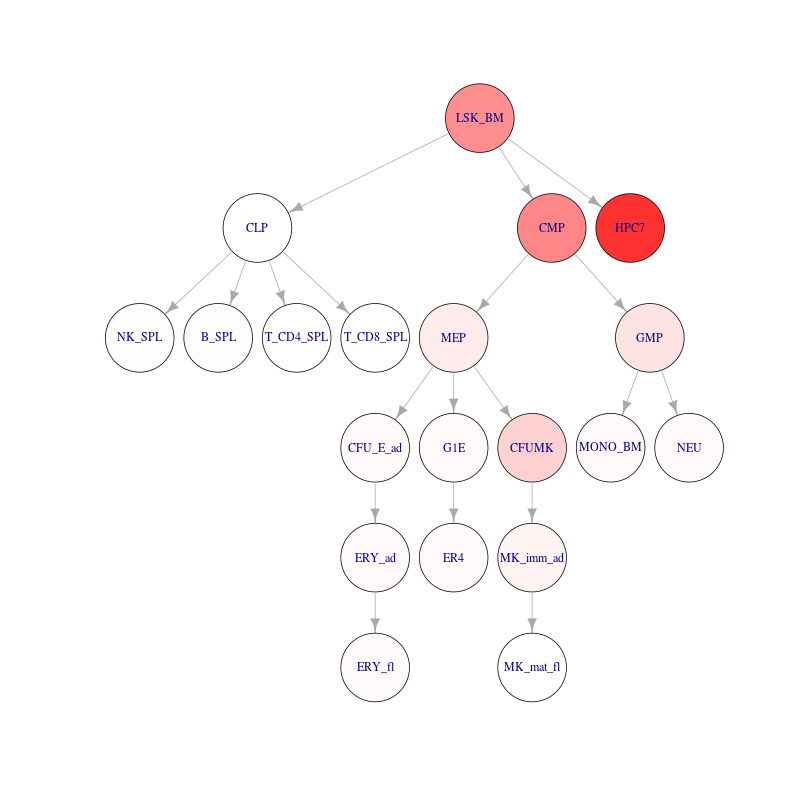 LSK_BM
CLP
CMP
HPC7
NK_SPL
B_SPL
T_CD4_SPL
T_CD8_SPL
MEP
GMP
CFU_E_ad
G1E
CFUMK
MONO_BM
NEU
ERY_ad
ER4
MK_imm_ad
ERY_fl
MK_mat_fl